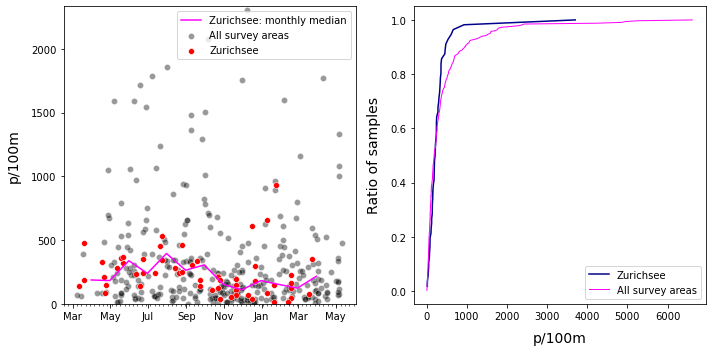 Zurichsee: monthly median
All survey areas
Zurichsee
p/100m
2000
1500
1000
500
0
Mar May Jul Sep Nov Jan Mar May
Ratio of samples
1.0
0.8
0.6
0.4
0.2
0.0
Zurichsee
All survey areas
0 1000 2000 3000 4000 5000 6000
p/100m